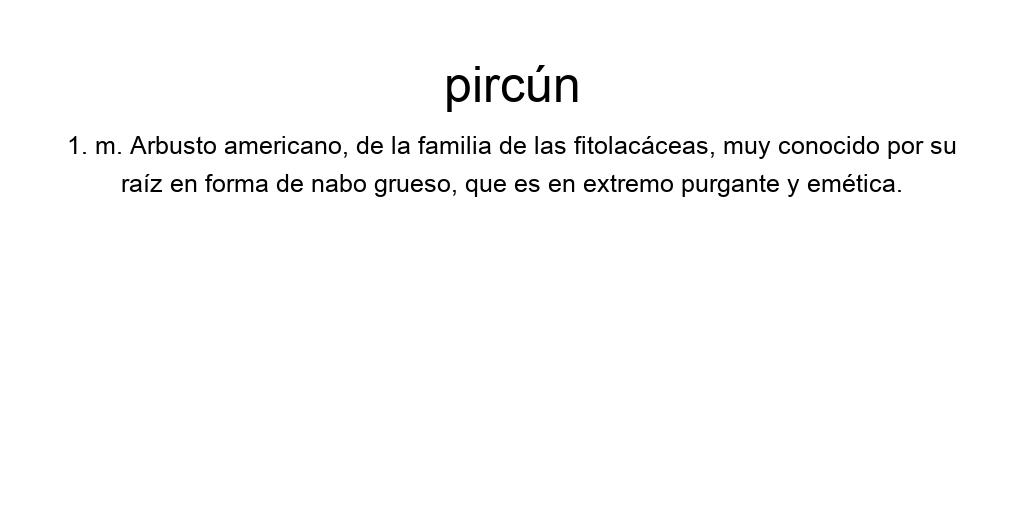 pircún
1. m. Arbusto americano, de la familia de las fitolacáceas, muy conocido por su
raíz en forma de nabo grueso, que es en extremo purgante y emética.